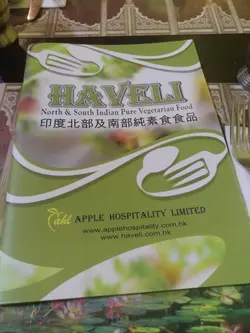 HAVELI
North & South Indian Pure Vegetarian Food
印度北部及南部純素食食品
ahl APPLE HOSPITALITY LIMITED
www.applehospitality.com.hk
www.haveli.com.hk